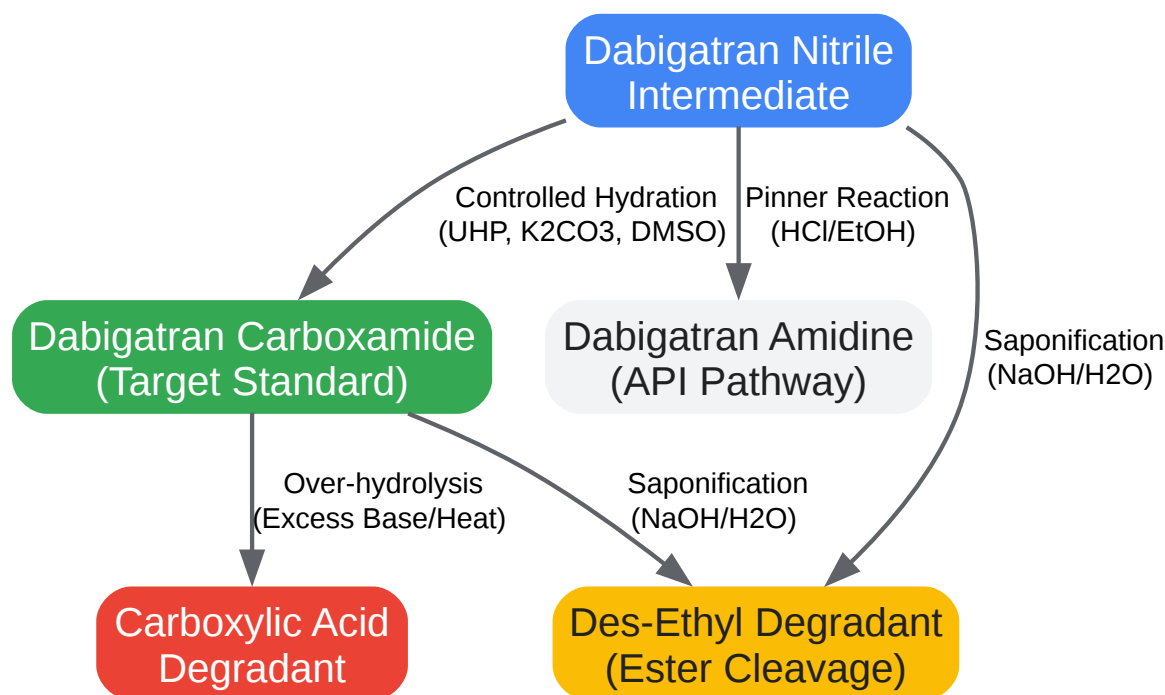 Dabigatran Nitrile
Intermediate
Controlled Hydration
(UHP, K2CO3, DMSO)
Pinner Reaction
(HCl/EtOH)
Saponification
(NaOH/H2O)
Dabigatran Carboxamide
(Target Standard)
Dabigatran Amidine
(API Pathway)
Over-hydrolysis
(Excess Base/Heat)
Saponification
(NaOH/H2O)
Carboxylic Acid
Degradant
Des-Ethyl Degradant
(Ester Cleavage)